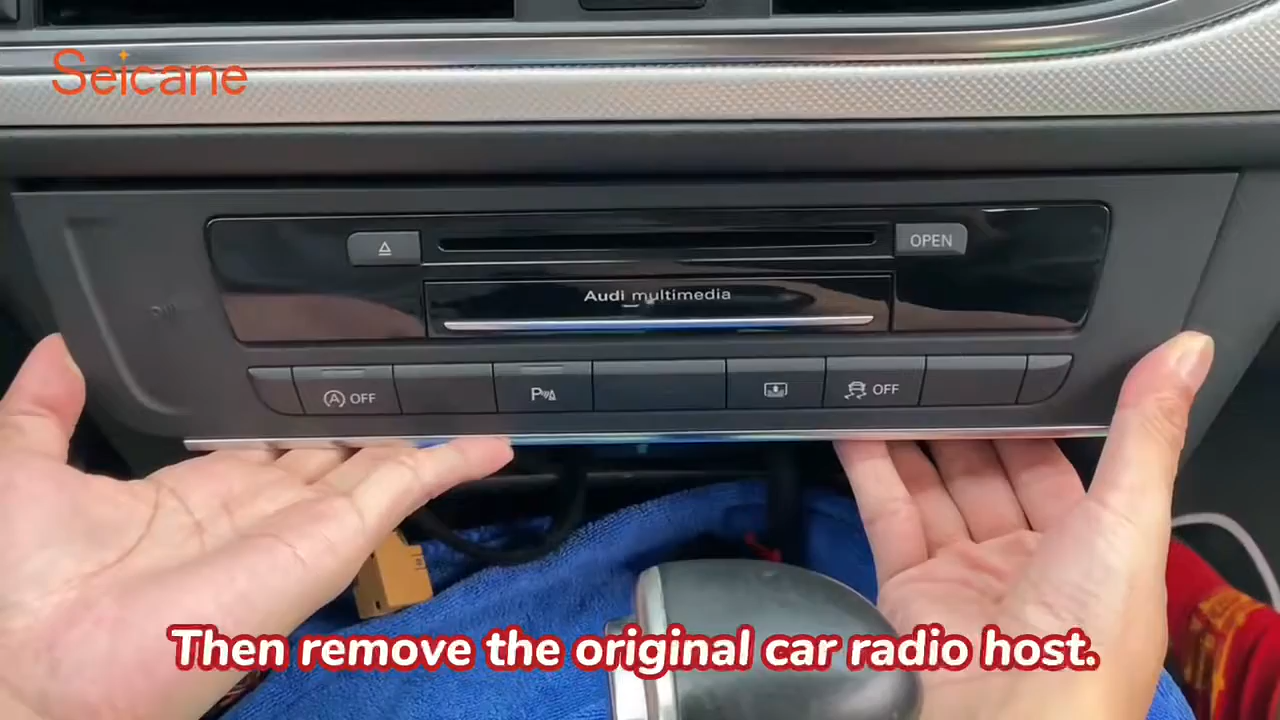 Seicane
OPEN
Audi multimedia
A OFF
P
OFF
Then remove the original car radio host.